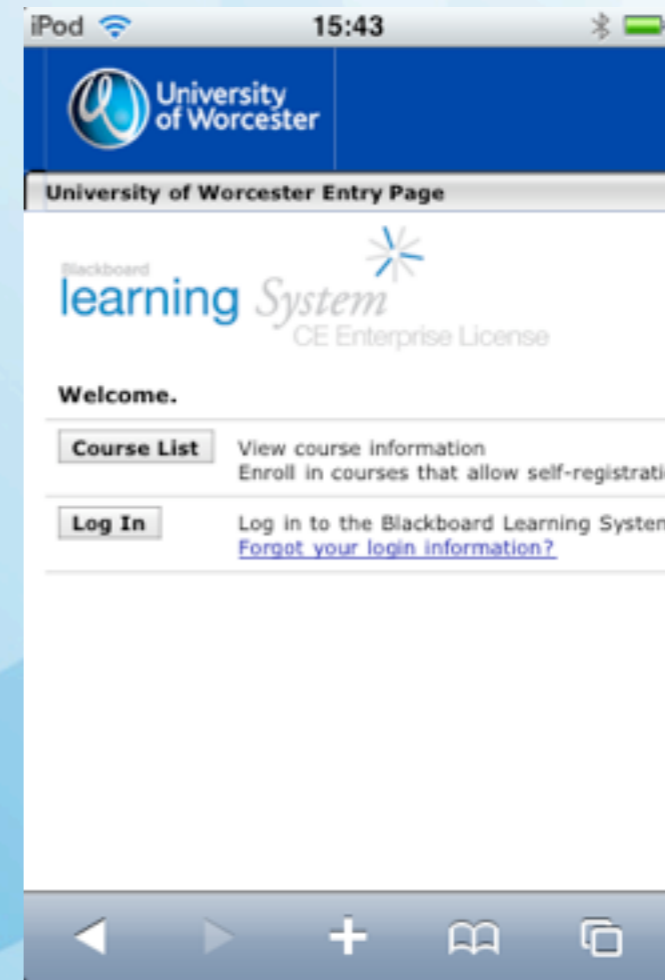 iPod 15:43
University
of Worcester
University of Worcester Entry Page
Blackboard
learning System
CE Enterprise License
Welcome.
Course List View course information
Enroll in courses that allow self-registrati
Log In Log in to the Blackboard Learning System
Forgot your login information?